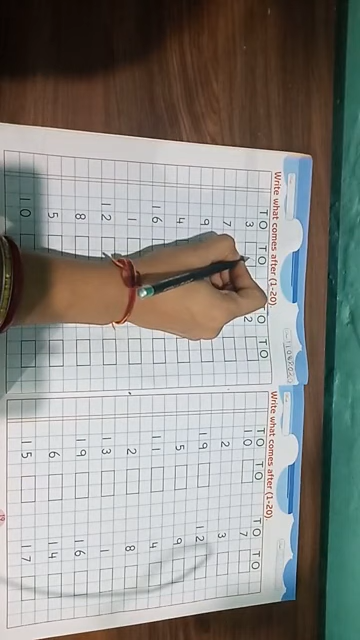 Write what comes after (1-20).
T O T O T O
3 2
7
9
4
1 6
1
1 2
8
5
1 0
Write what comes after (1-20).
T O T O T O T O
1 0 7
2 3
1 9 1 2
5 9
1 1 4
2 8
1 3 1
1 9 1 6
6 1 4
1 5 1 7